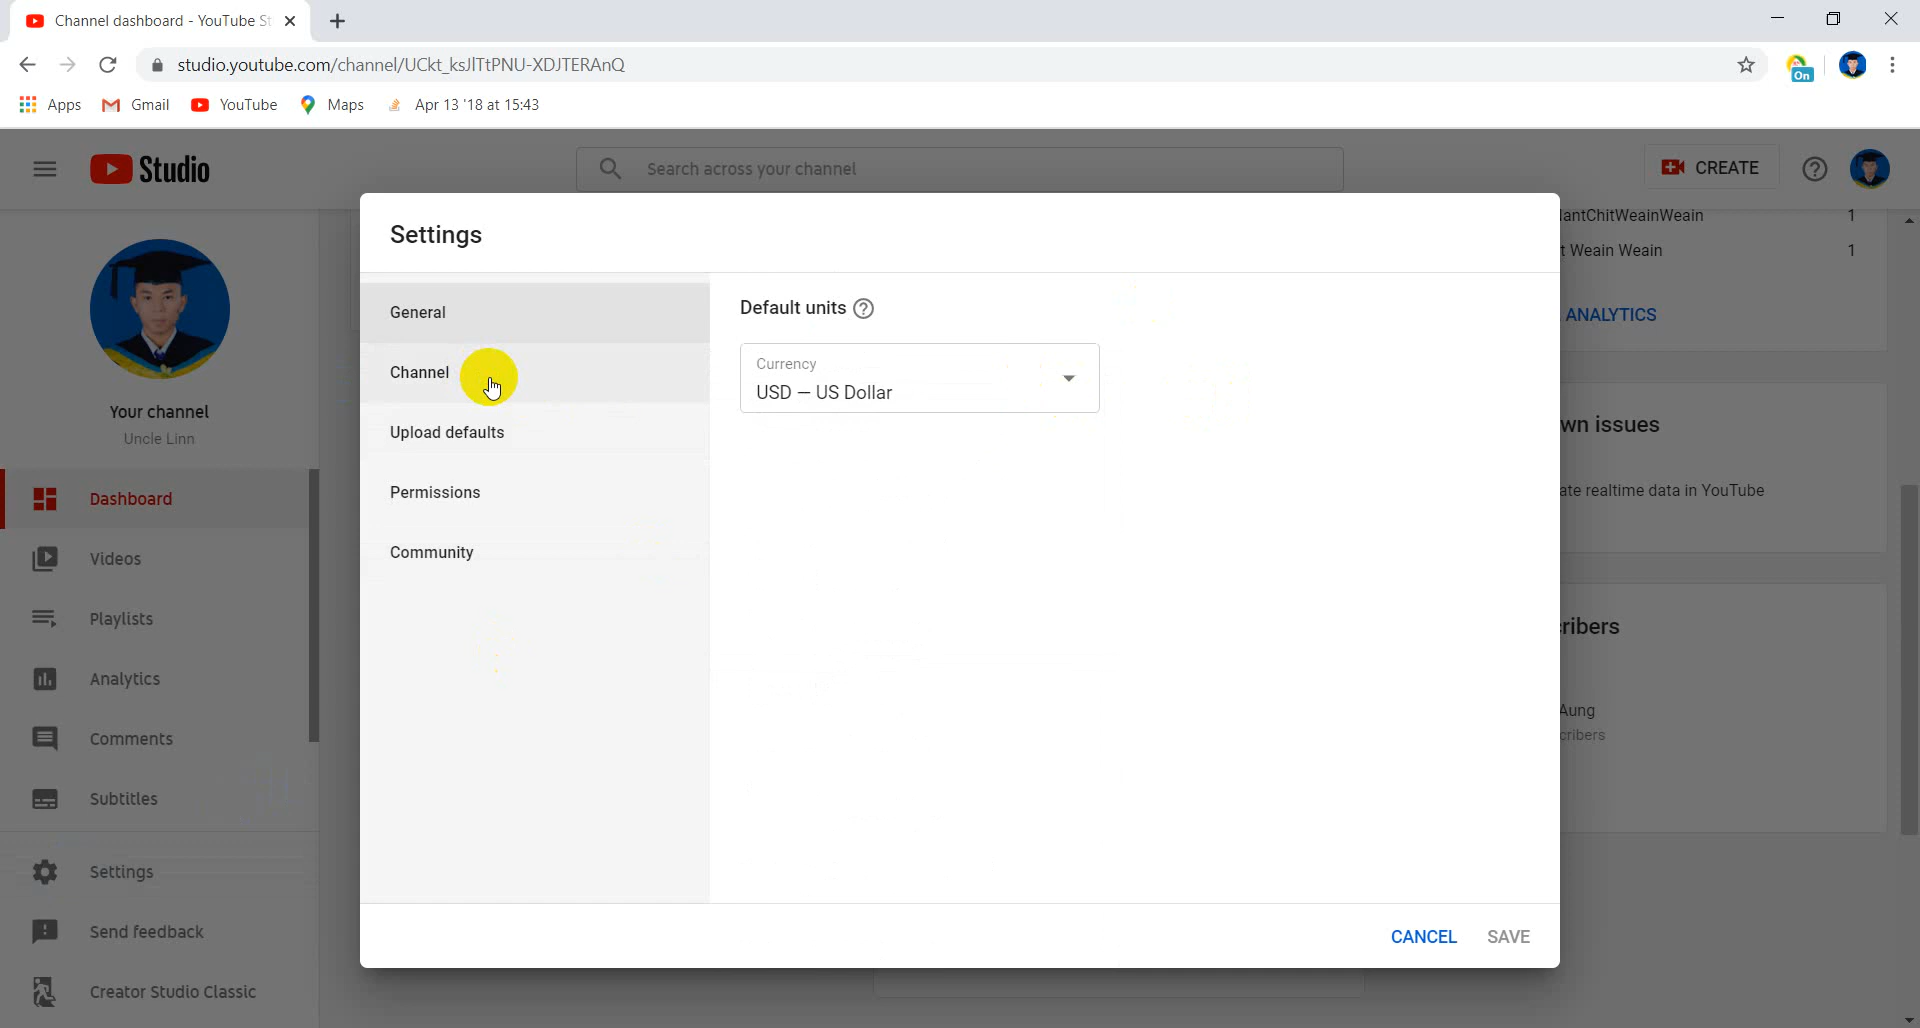 Channel dashboard - YouTube St
studio.youtube.com/channel/UCkt_ksJlTtPNU-XDJTERAnQ
On
Apps
Gmail
YouTube
Maps
Apr 13 '18 at 15:43
Studio
Search across your channel
CREATE
Settings
General
Channel
Upload defaults
Permissions
Community
Default units
Currency
USD — US Dollar
CANCEL
SAVE
Your channel
Uncle Linn
Dashboard
Videos
Playlists
Analytics
Comments
Subtitles
Settings
Send feedback
Creator Studio Classic
lantChitWeainWeain 1
t Weain Weain 1
ANALYTICS
wn issues
ate realtime data in YouTube
ribers
Aung
cribers